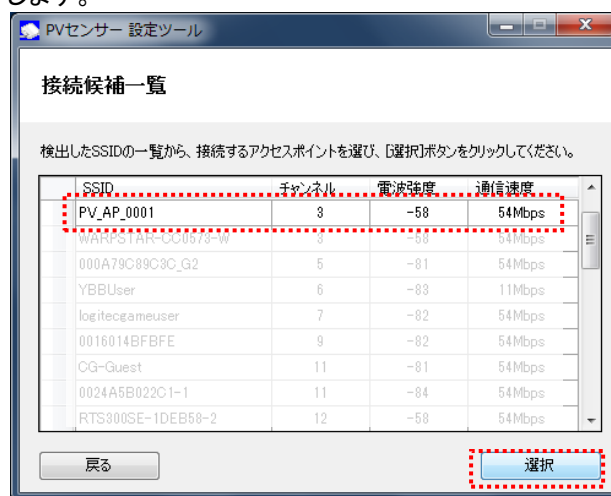 します。
PVセンサー 設定ツール
接続候補一覧
検出したSSIDの一覧から、接続するアクセスポイントを選び、[選択]ボタンをクリックしてください。
SSID チャンネル 電波強度 通信速度
PV_AP_0001 3 -58 54Mbps
WARPSTAR-CC0573-W 3 -58 54Mbps
000A79C89C3C_G2 5 -81 54Mbps
YBBUser 6 -83 11Mbps
logitecgameuser 7 -82 54Mbps
0016014BFBFE 9 -82 54Mbps
CG-Guest 11 -81 54Mbps
0024A5B022C1-1 11 -84 54Mbps
RTS300SE-1DEB58-2 12 -58 54Mbps
戻る 選択